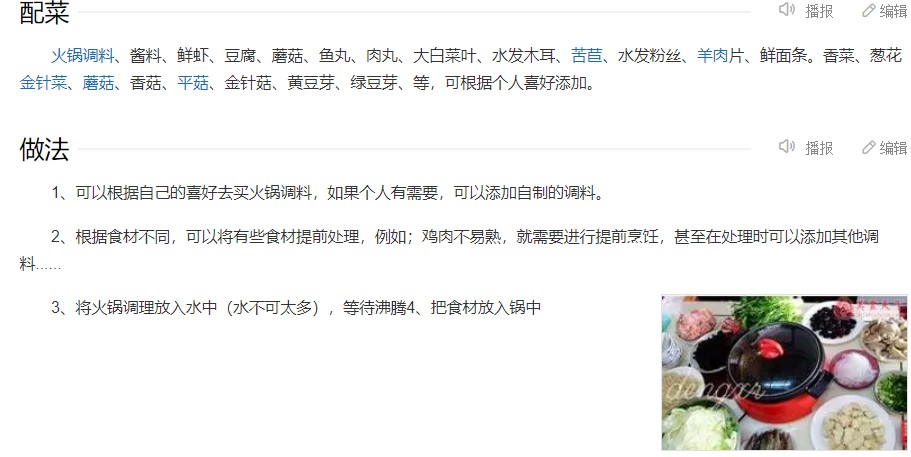 配菜 播报 编辑
火锅调料、酱料、鲜虾、豆腐、蘑菇、鱼丸、肉丸、大白菜叶、水发木耳、苦苣、水发粉丝、羊肉片、鲜面条。香菜、葱花
金针菜、蘑菇、香菇、平菇、金针菇、黄豆芽、绿豆芽、等，可根据个人喜好添加。
做法 播报 编辑
1、可以根据自己的喜好去买火锅调料，如果个人有需要，可以添加自制的调料。
2、根据食材不同，可以将有些食材提前处理，例如；鸡肉不易熟，就需要进行提前烹饪，甚至在处理时可以添加其他调
料......
3、将火锅调理放入水中（水不可太多），等待沸腾4、把食材放入锅中
dengxr